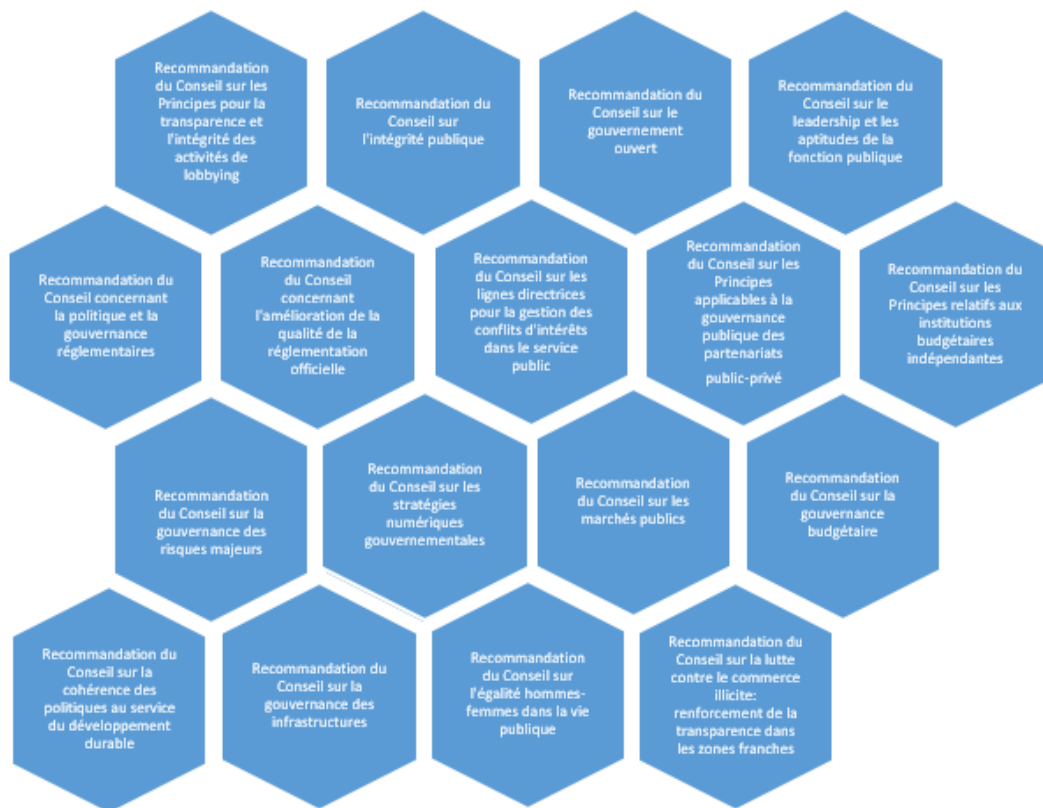 Recommandation
du Conseil sur les
Principes pour la
transparence et
l'intégrité des
activités de
lobbying
Recommandation du
Conseil sur
l'intégrité publique
Recommandation du
Conseil sur le
gouvernement
ouvert
Recommandation du
Conseil sur le
leadership et les
aptitudes de la
fonction publique
Recommandation du
Conseil concernant
la politique et la
gouvernance
réglementaires
Recommandation
du Conseil
concernant
l'amélioration de la
qualité de la
réglementation
officielle
Recommandation
du Conseil sur les
lignes directrices
pour la gestion des
conflits d'intérêts
dans le service
public
Recommandation
du Conseil sur les
Principes
applicables à la
gouvernance
publique des
partenariats
public-privé
Recommandation du
Conseil sur les
Principes relatifs aux
institutions
budgétaires
indépendantes
Recommandation
du Conseil sur la
gouvernance des
risques majeurs
Recommandation
du Conseil sur les
stratégies
numériques
gouvernementales
Recommandation
du Conseil sur les
marchés publics
Recommandation
du Conseil sur la
gouvernance
budgétaire
Recommandation du
Conseil sur la
cohérence des
politiques au service
du développement
durable
Recommandation du
Conseil sur la
gouvernance des
infrastructures
Recommandation
du Conseil sur
l'égalité hommes-
femmes dans la vie
publique
Recommandation du
Conseil sur la lutte
contre le commerce
illicite:
renforcement de la
transparence dans
les zones franches